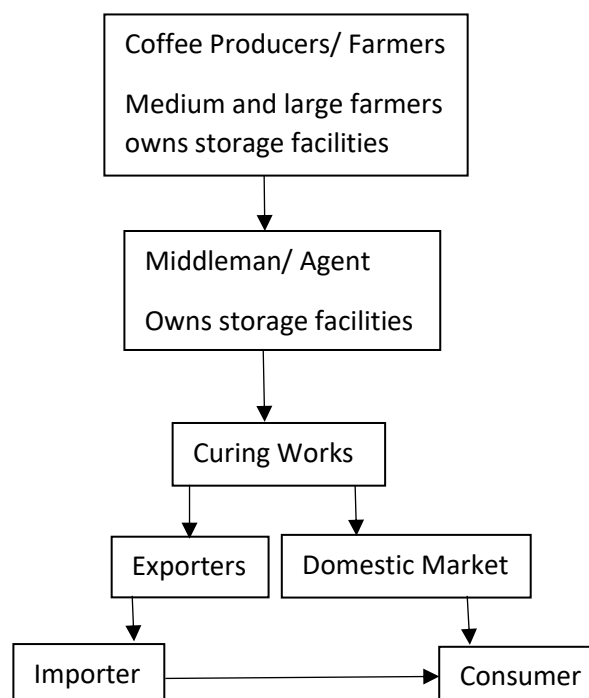 Coffee Producers/ Farmers
Medium and large farmers
owns storage facilities
Middleman/ Agent
Owns storage facilities
Curing Works
Exporters
Domestic Market
Importer
Consumer